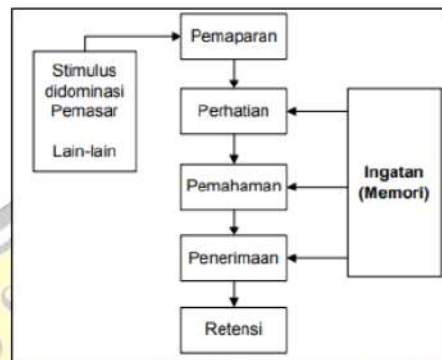 Pemaparan
Stimulus
didominasi
Pemasar
Lain-lain
Perhatian
Pemahaman
Ingatan
(Memori)
Penerimaan
Retensi